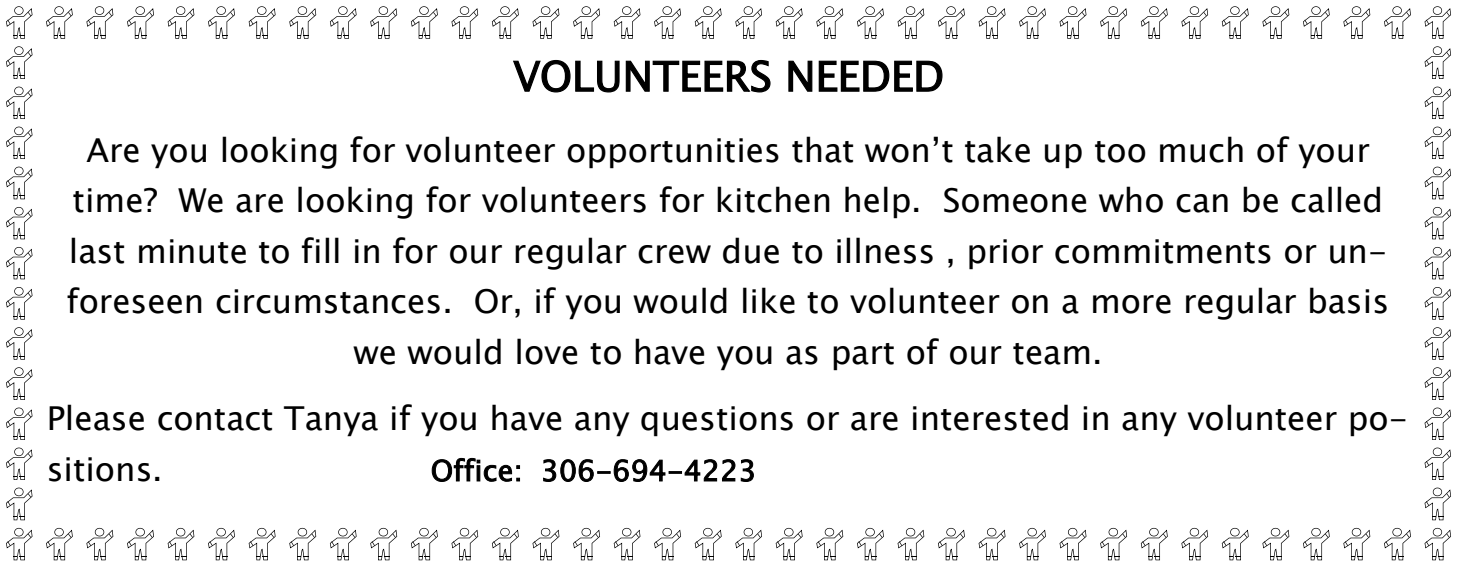 VOLUNTEERS NEEDED
Are you looking for volunteer opportunities that won’t take up too much of your
time?  We are looking for volunteers for kitchen help.  Someone who can be called
last minute to fill in for our regular crew due to illness , prior commitments or un-
foreseen circumstances.  Or, if you would like to volunteer on a more regular basis
we would love to have you as part of our team.
Please contact Tanya if you have any questions or are interested in any volunteer po-
sitions.  Office:  306-694-4223